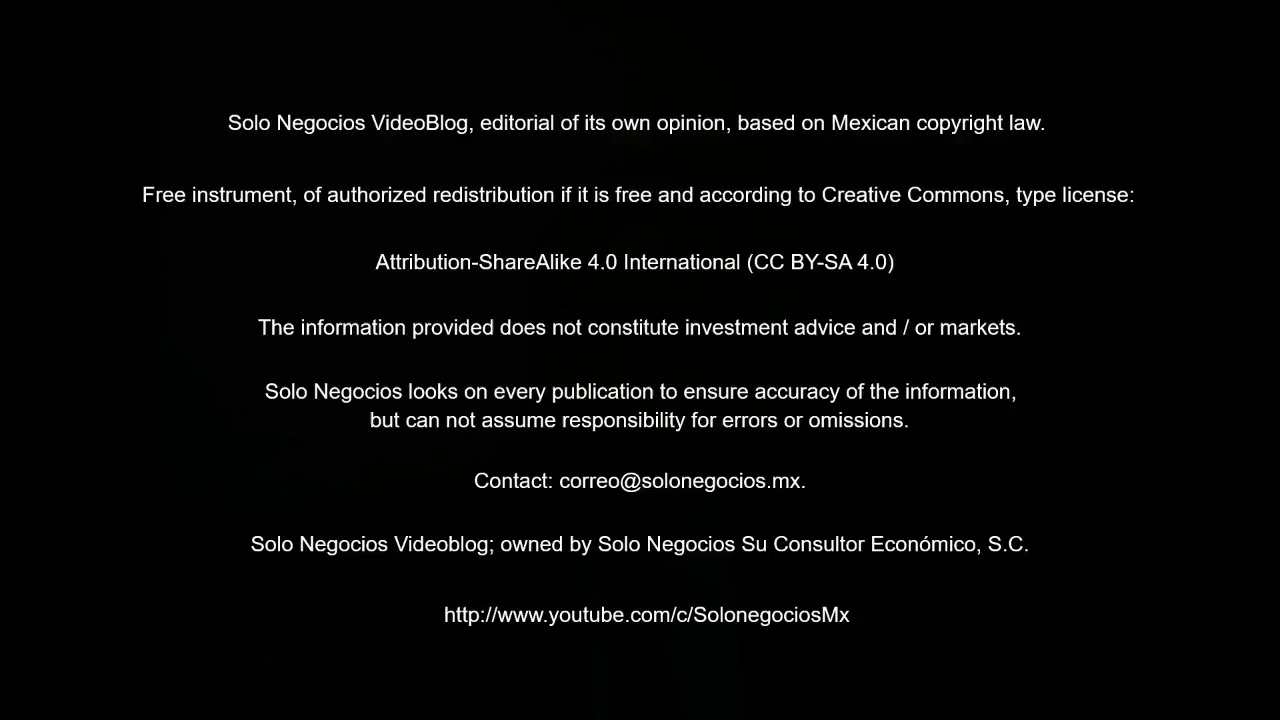 Solo Negocios VideoBlog, editorial of its own opinion, based on Mexican copyright law.
Free instrument, of authorized redistribution if it is free and according to Creative Commons, type license:
Attribution-ShareAlike 4.0 International (CC BY-SA 4.0)
The information provided does not constitute investment advice and / or markets.
Solo Negocios looks on every publication to ensure accuracy of the information,
but can not assume responsibility for errors or omissions.
Contact: correo@solonegocios.mx.
Solo Negocios Videoblog; owned by Solo Negocios Su Consultor Económico, S.C.
http://www.youtube.com/c/SolonegociosMx